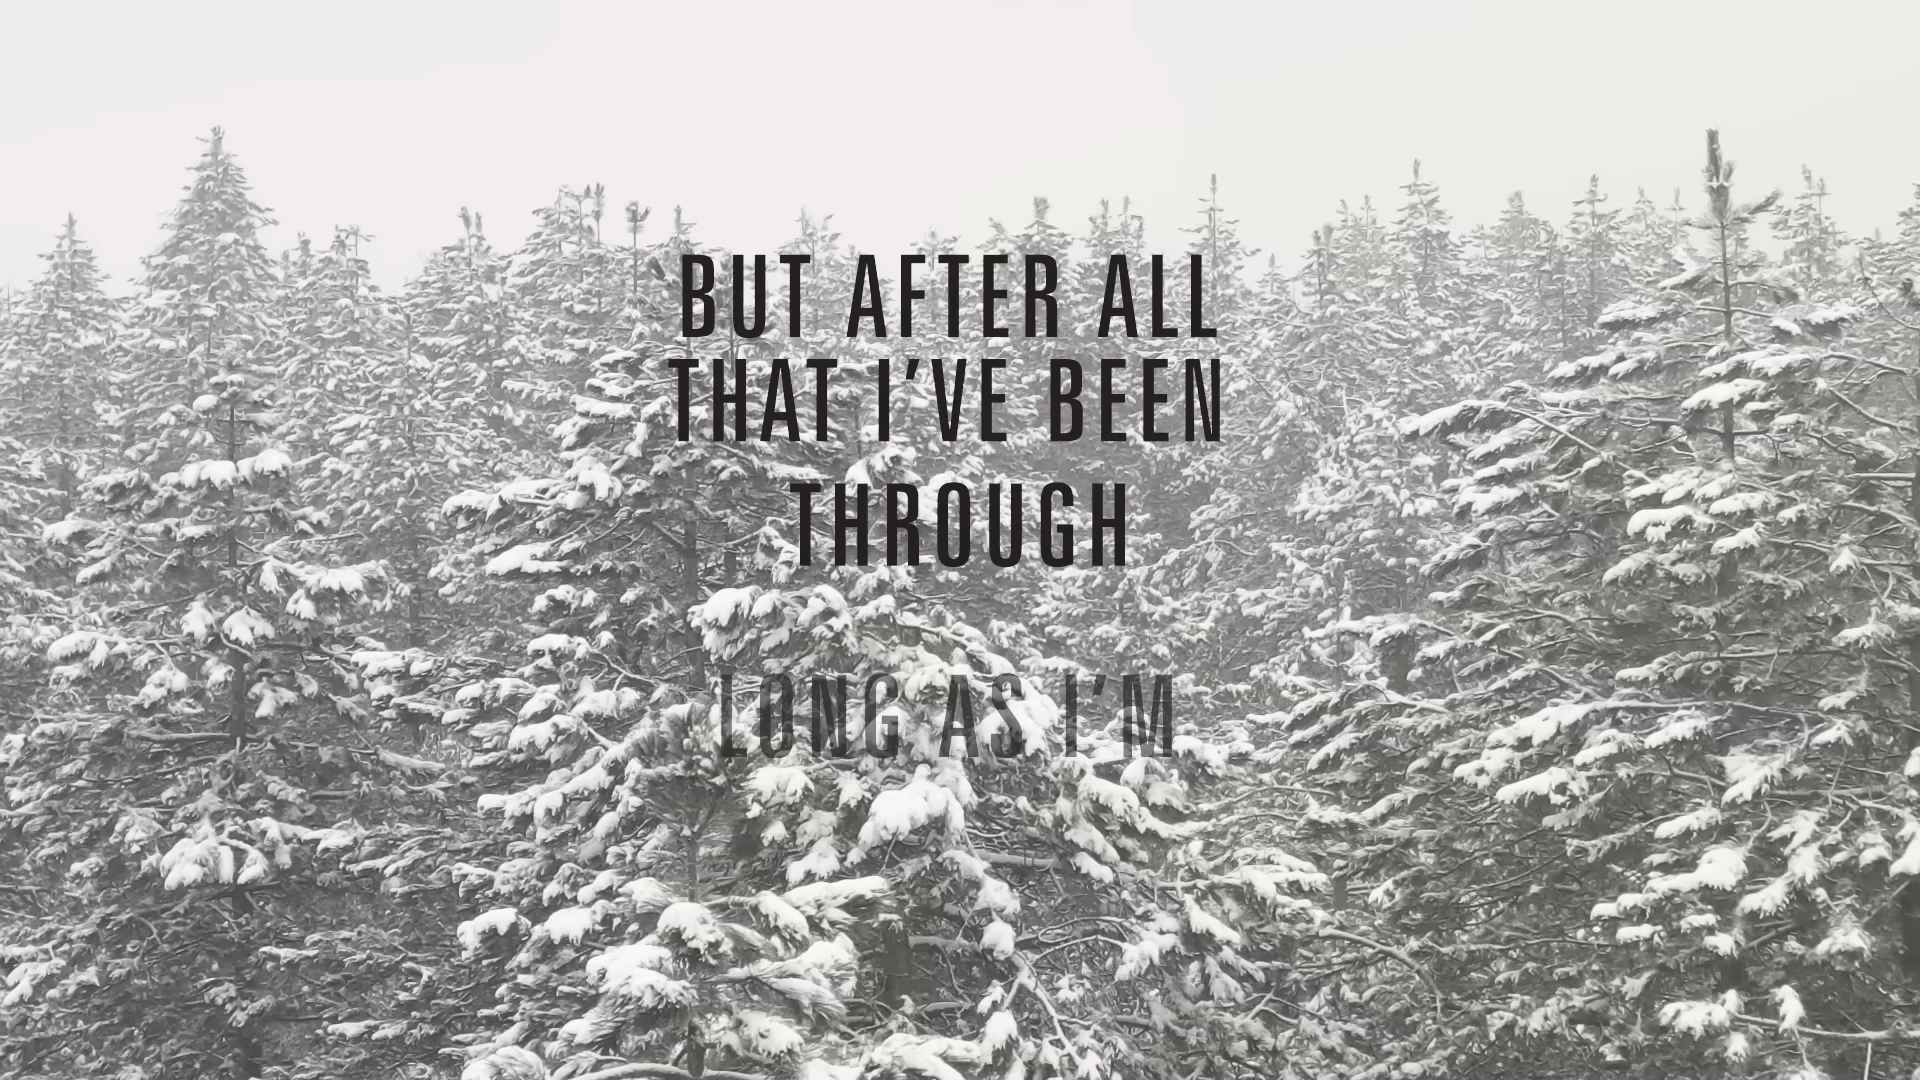 BUT AFTER ALL
THAT I’VE BEEN
THROUGH
LONG AS I’M